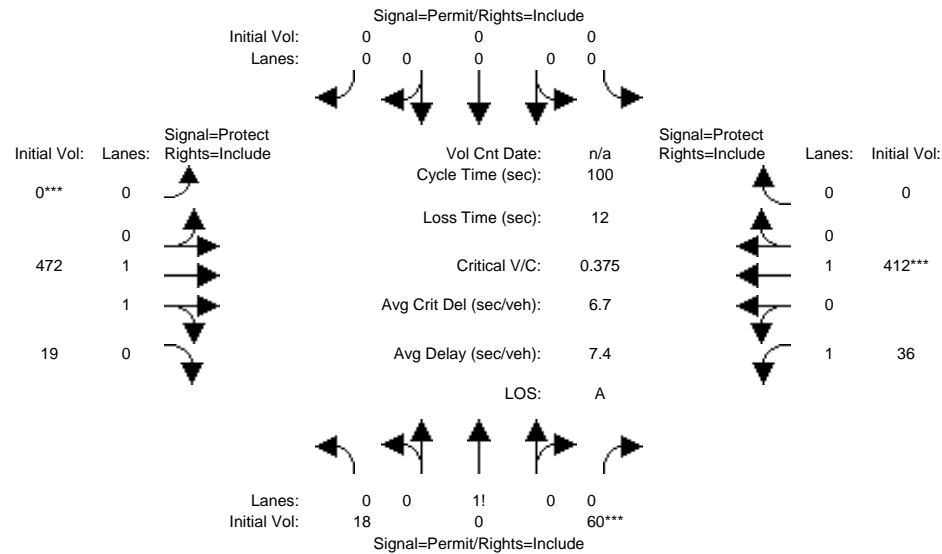 Signal=Permit/Rights=Include
Initial Vol: 0 0 0
Lanes: 0 0 0 0 0
Signal=Protect Signal=Protect
Initial Vol: Lanes: Rights=Include Vol Cnt Date: n/a Rights=Include Lanes: Initial Vol:
Cycle Time (sec): 100
0*** 0 0 0
Loss Time (sec): 12
0 0
472 1 Critical V/C: 0.375 1 412***
1 Avg Crit Del (sec/veh): 6.7 0
19 0 Avg Delay (sec/veh): 7.4 1 36
LOS: A
Lanes: 0 0 1! 0 0
Initial Vol: 18 0 60***
Signal=Permit/Rights=Include